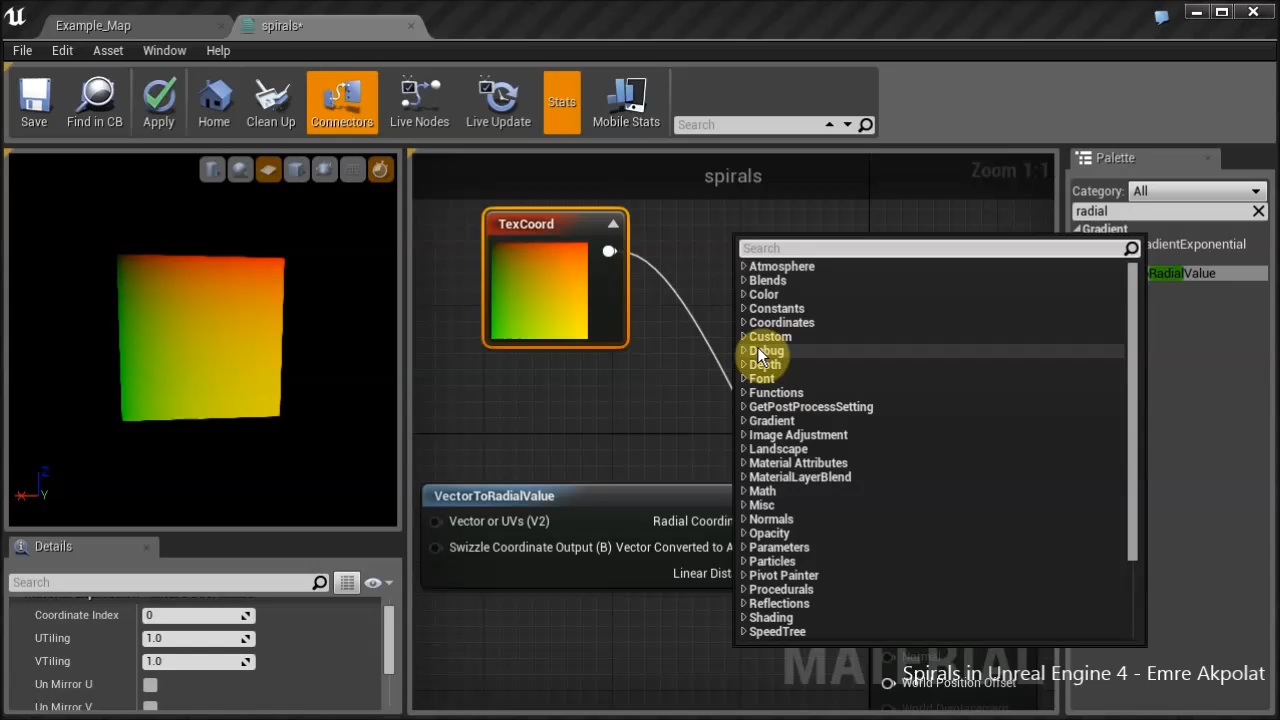 Example_Map
spirals*
File Edit Asset Window Help
Save Find in CB Apply Home Clean Up Connectors Live Nodes Live Update Stats Mobile Stats Search
spirals
Zoom 1:1
Palette
Category: All
radial
Gradient
adientExponential
RadialValue
TexCoord
Search
Atmosphere
Blends
Color
Constants
Coordinates
Custom
Debug
Depth
Font
Functions
GetPostProcessSetting
Gradient
Image Adjustment
Landscape
Material Attributes
MaterialLayerBlend
Math
Misc
Normals
Opacity
Parameters
Particles
Pivot Painter
Procedurals
Reflections
Shading
SpeedTree
VectorToRadialValue
Vector or UVs (V2) Radial Coordin
Swizzle Coordinate Output (B) Vector Converted to A
Linear Dist
X Y Z
Details
Search
Coordinate Index 0
UTiling 1.0
VTiling 1.0
Un Mirror U
Un Mirror V
MATERIAL
Normal
World Position Offset
World Displacement
Spirals in Unreal Engine 4 - Emre Akpolat